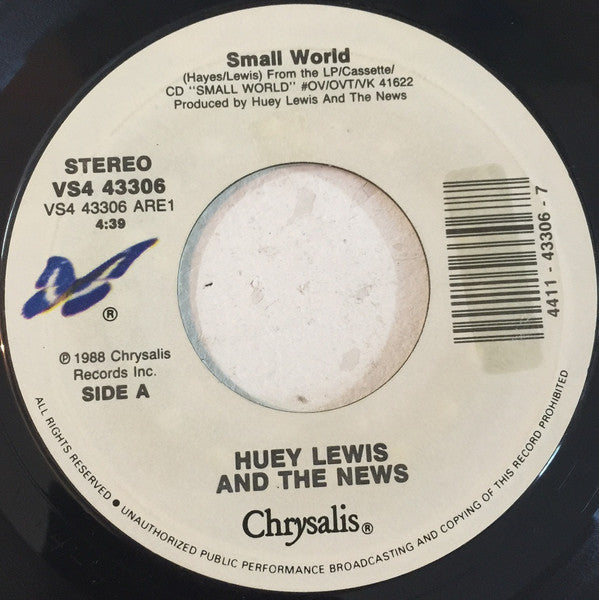 Small World
(Hayes/Lewis) From the LP/Cassette/
CD "SMALL WORLD" #OV/OVT/VK 41622
Produced by Huey Lewis And The News
STEREO
VS4 43306
VS4 43306 ARE1
4:39
®
℗ 1988 Chrysalis
Records Inc.
SIDE A
4411 - 43306 - 7
HUEY LEWIS
AND THE NEWS
Chrysalis®
ALL RIGHTS RESERVED ● UNAUTHORIZED PUBLIC PERFORMANCE BROADCASTING AND COPYING OF THIS RECORD PROHIBITED